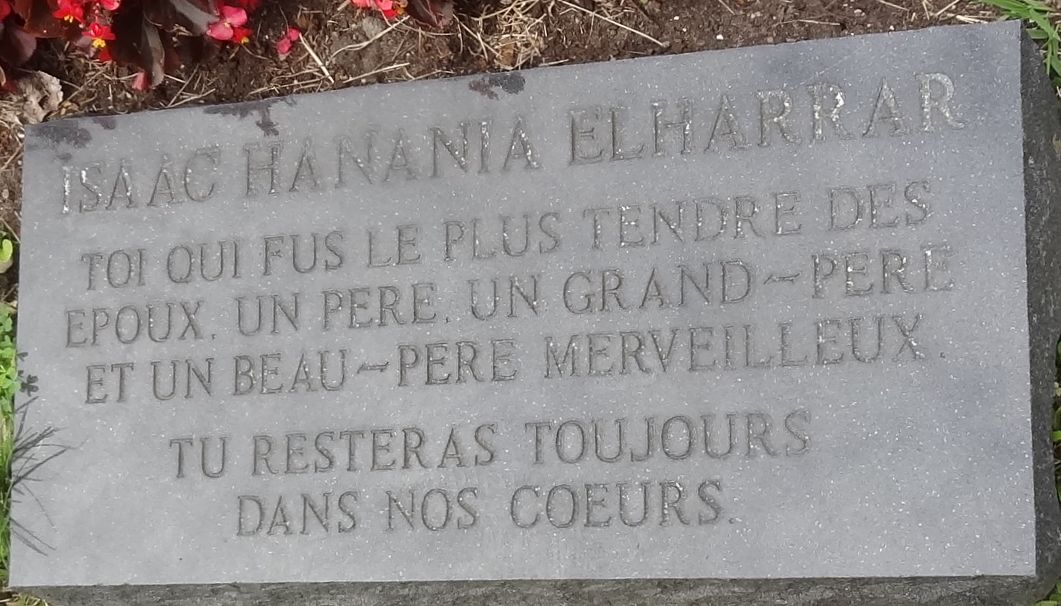 ISAAC HANANIA ELHARRAR
TOI QUI FUS LE PLUS TENDRE DES
EPOUX, UN PERE, UN GRAND~PERE
ET UN BEAU~PERE MERVEILLEUX.
TU RESTERAS TOUJOURS
DANS NOS COEURS.